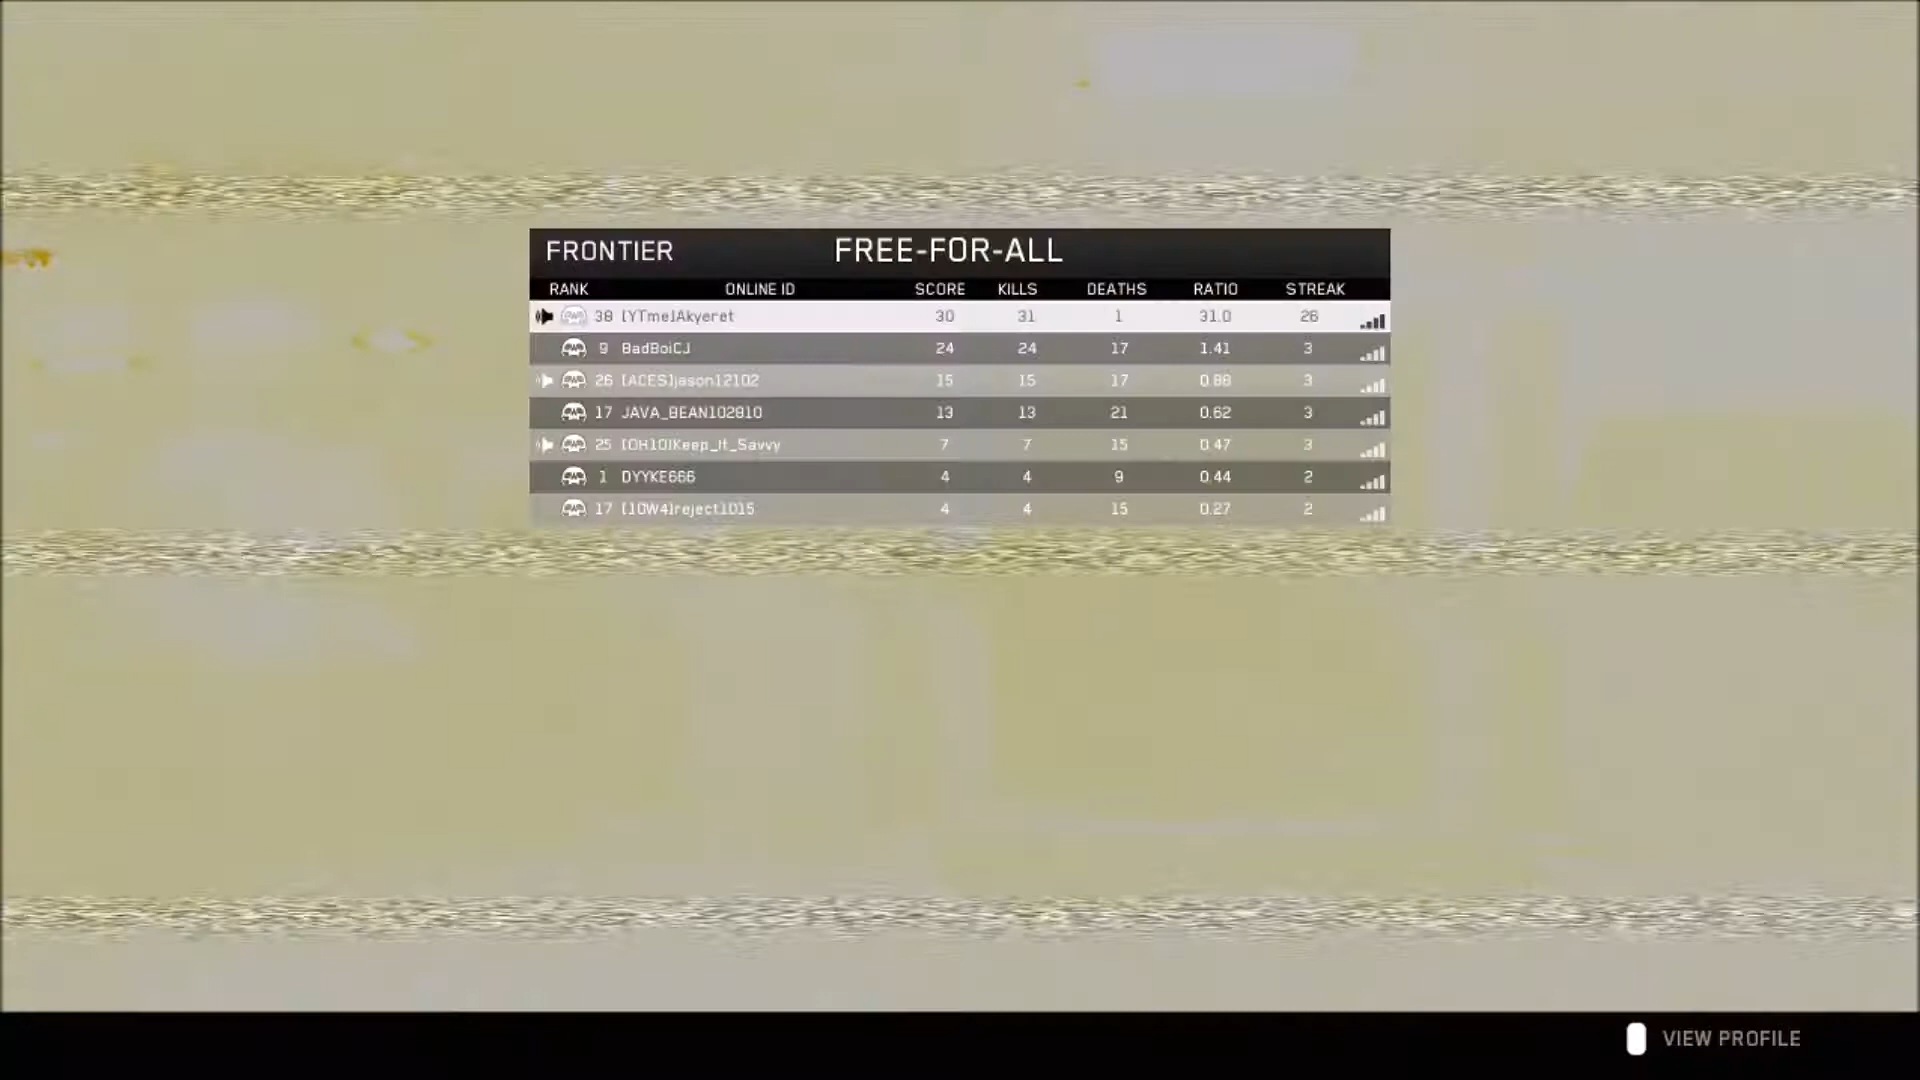 FRONTIER FREE-FOR-ALL
RANK ONLINE ID SCORE KILLS DEATHS RATIO STREAK
38 [YTme]Akyeret 30 31 1 31.0 26
9 BadBoiCJ 24 24 17 1.41 3
26 [ACES]jason12102 15 15 17 0.88 3
17 JAVA_BEAN102810 13 13 21 0.62 3
25 [OH10]Keep_It_Savvy 7 7 15 0.47 3
1 DYYKE666 4 4 9 0.44 2
17 [10W4]reject1015 4 4 15 0.27 2
VIEW PROFILE